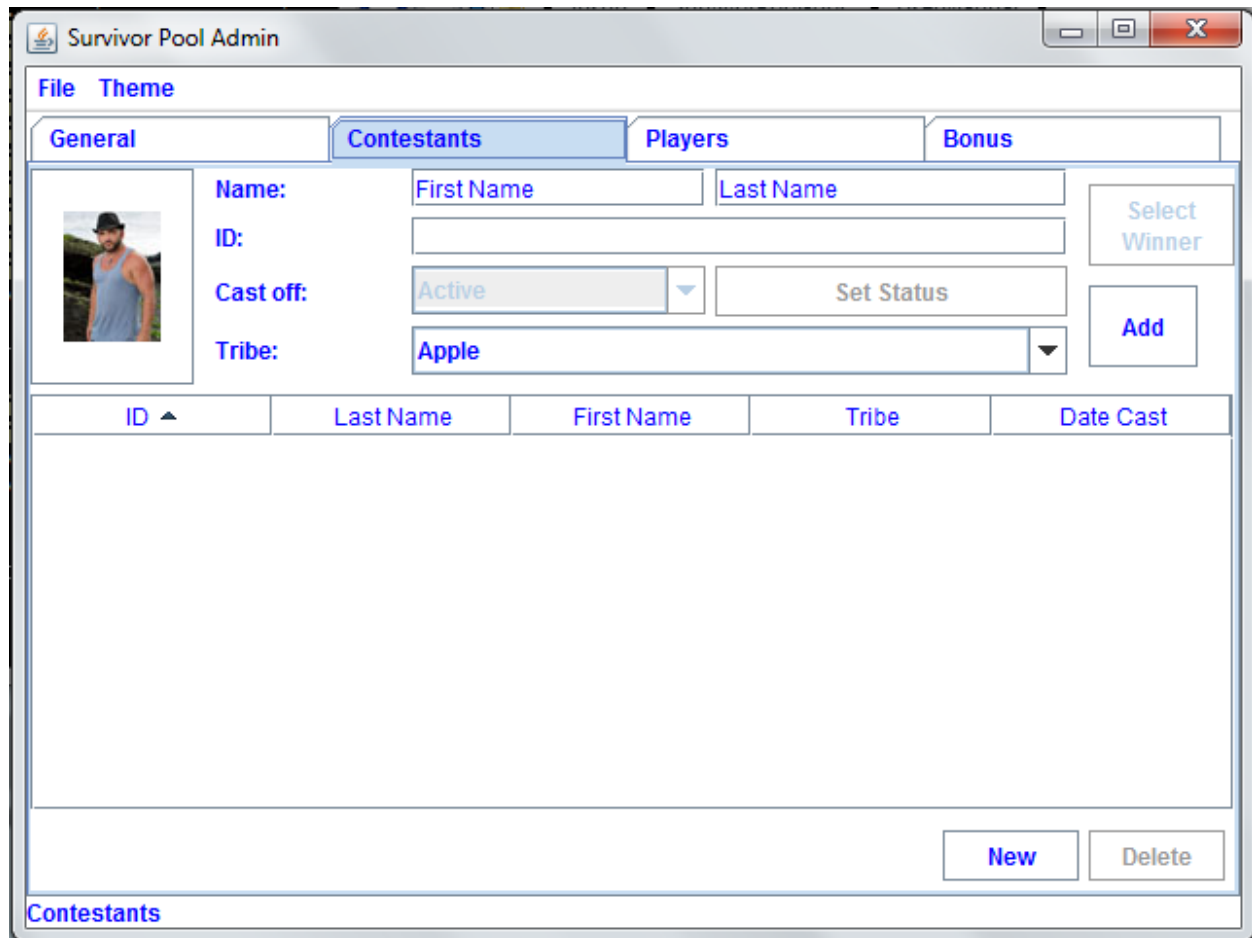 Survivor Pool Admin
File Theme
General Contestants Players Bonus
Name: First Name Last Name
Select Winner
ID:
Cast off: Active Set Status
Add
Tribe: Apple
ID Last Name First Name Tribe Date Cast
New Delete
Contestants